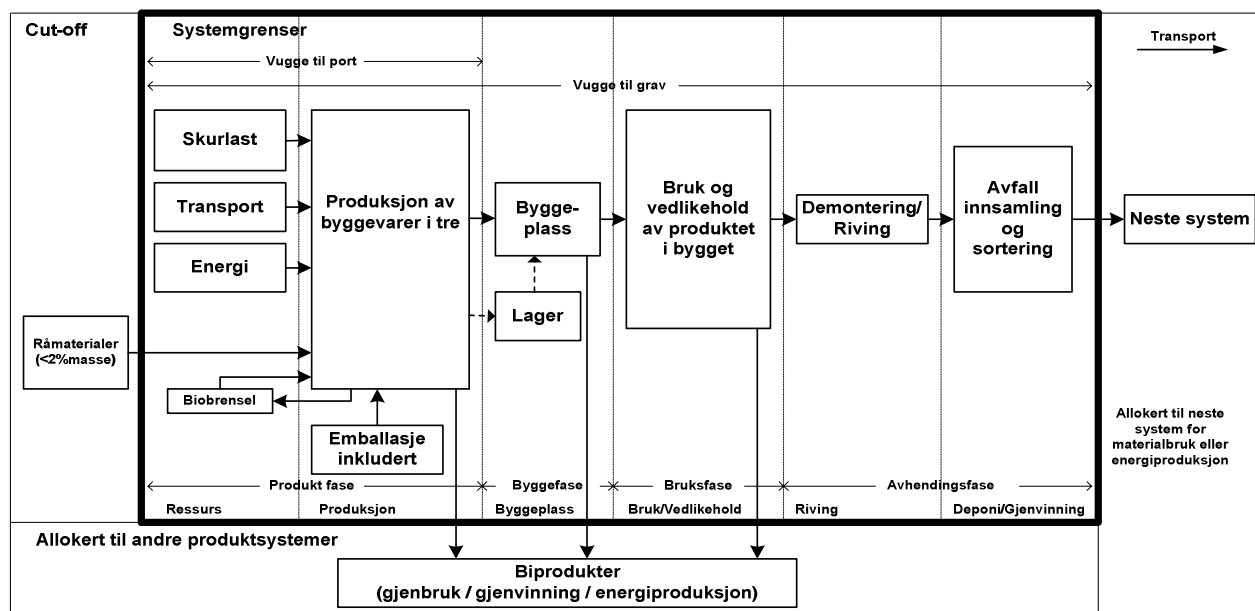 Cut-off
Systemgrenser
Transport
Vugge til port
Vugge til grav
Skurlast
Transport
Energi
Råmaterialer
(<2%masse)
Biobrensel
Produksjon av
byggevarer i tre
Emballasje
inkludert
Bygge-
plass
Lager
Bruk og
vedlikehold
av produktet
i bygget
Demontering/
Riving
Avfall
innsamling
og
sortering
Neste system
Allokert til neste
system for
materialbruk eller
energiproduksjon
Produkt fase
Byggefase
Bruksfase
Avhendingsfase
Ressurs
Produksjon
Byggeplass
Bruk/Vedlikehold
Riving
Deponi/Gjenvinning
Allokert til andre produktsystemer
Biprodukter
(gjenbruk / gjenvinning / energiproduksjon)